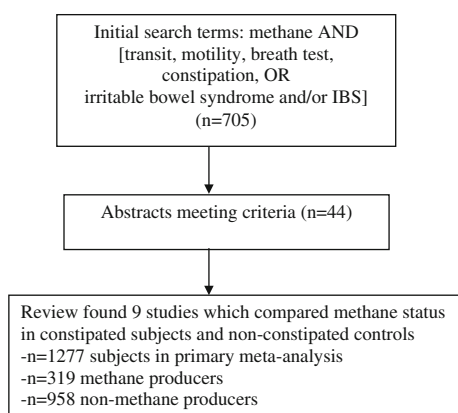 Initial search terms: methane AND
[transit, motility, breath test,
constipation, OR
irritable bowel syndrome and/or IBS]
(n=705)
Abstracts meeting criteria (n=44)
Review found 9 studies which compared methane status
in constipated subjects and non-constipated controls
-n=1277 subjects in primary meta-analysis
-n=319 methane producers
-n=958 non-methane producers